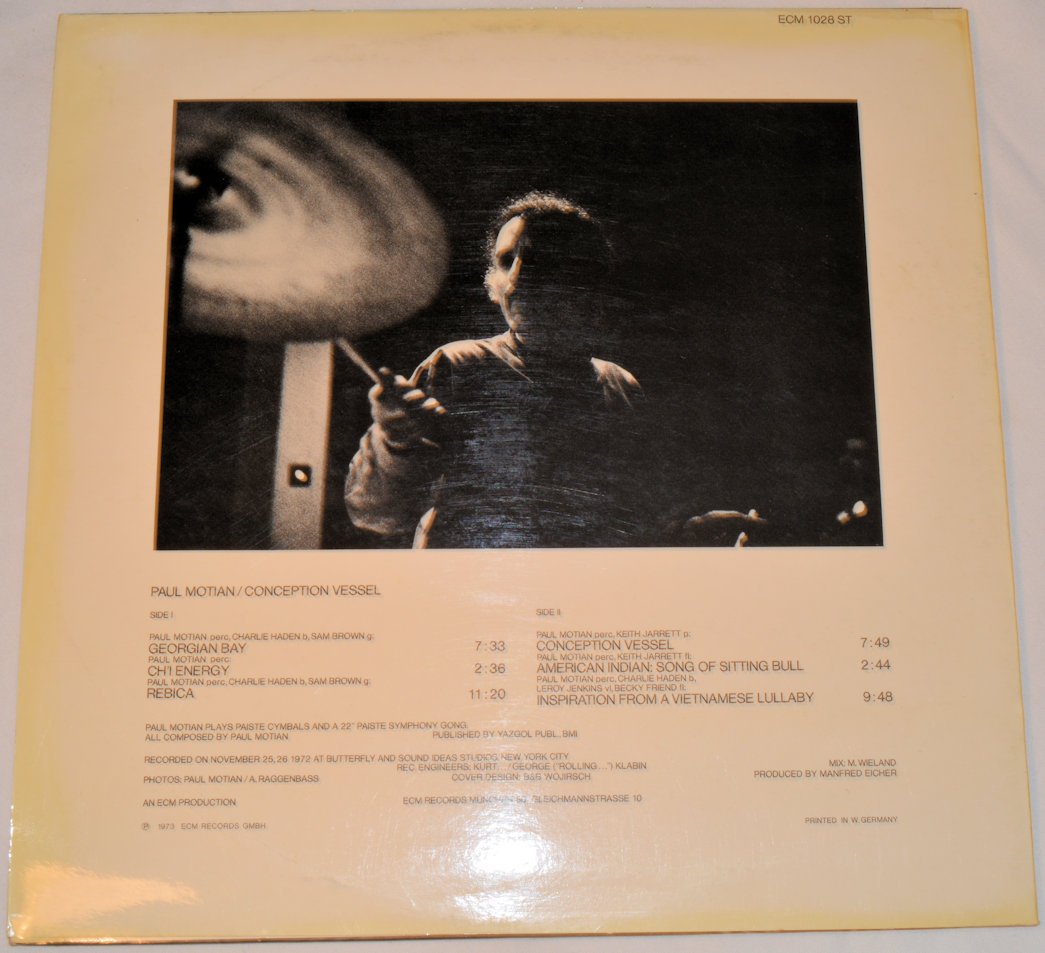 ECM 1028 ST
PAUL MOTIAN / CONCEPTION VESSEL
SIDE I
PAUL MOTIAN perc, CHARLIE HADEN b, SAM BROWN g:
GEORGIAN BAY 7:33
PAUL MOTIAN perc:
CH'I ENERGY 2:36
PAUL MOTIAN perc, CHARLIE HADEN b, SAM BROWN g:
REBICA 11:20
SIDE II
PAUL MOTIAN perc, KEITH JARRETT p:
CONCEPTION VESSEL 7:49
PAUL MOTIAN perc, KEITH JARRETT fl:
AMERICAN INDIAN: SONG OF SITTING BULL 2:44
PAUL MOTIAN perc, CHARLIE HADEN b,
LEROY JENKINS vl, BECKY FRIEND fl:
INSPIRATION FROM A VIETNAMESE LULLABY 9:48
PAUL MOTIAN PLAYS PAISTE CYMBALS AND A 22" PAISTE SYMPHONY GONG.
ALL COMPOSED BY PAUL MOTIAN PUBLISHED BY YAZGOL PUBL., BMI
RECORDED ON NOVEMBER 25, 26 1972 AT BUTTERFLY AND SOUND IDEAS STUDIOS, NEW YORK CITY
REC. ENGINEERS: KURT... / GEORGE ("ROLLING...") KLABIN MIX: M. WIELAND
PHOTOS: PAUL MOTIAN / A. RAGGENBASS COVER DESIGN: B&B WOJIRSCH PRODUCED BY MANFRED EICHER
AN ECM PRODUCTION ECM RECORDS MÜNCHEN GLEICHMANNSTRASSE 10
℗ 1973 ECM RECORDS GMBH PRINTED IN W. GERMANY